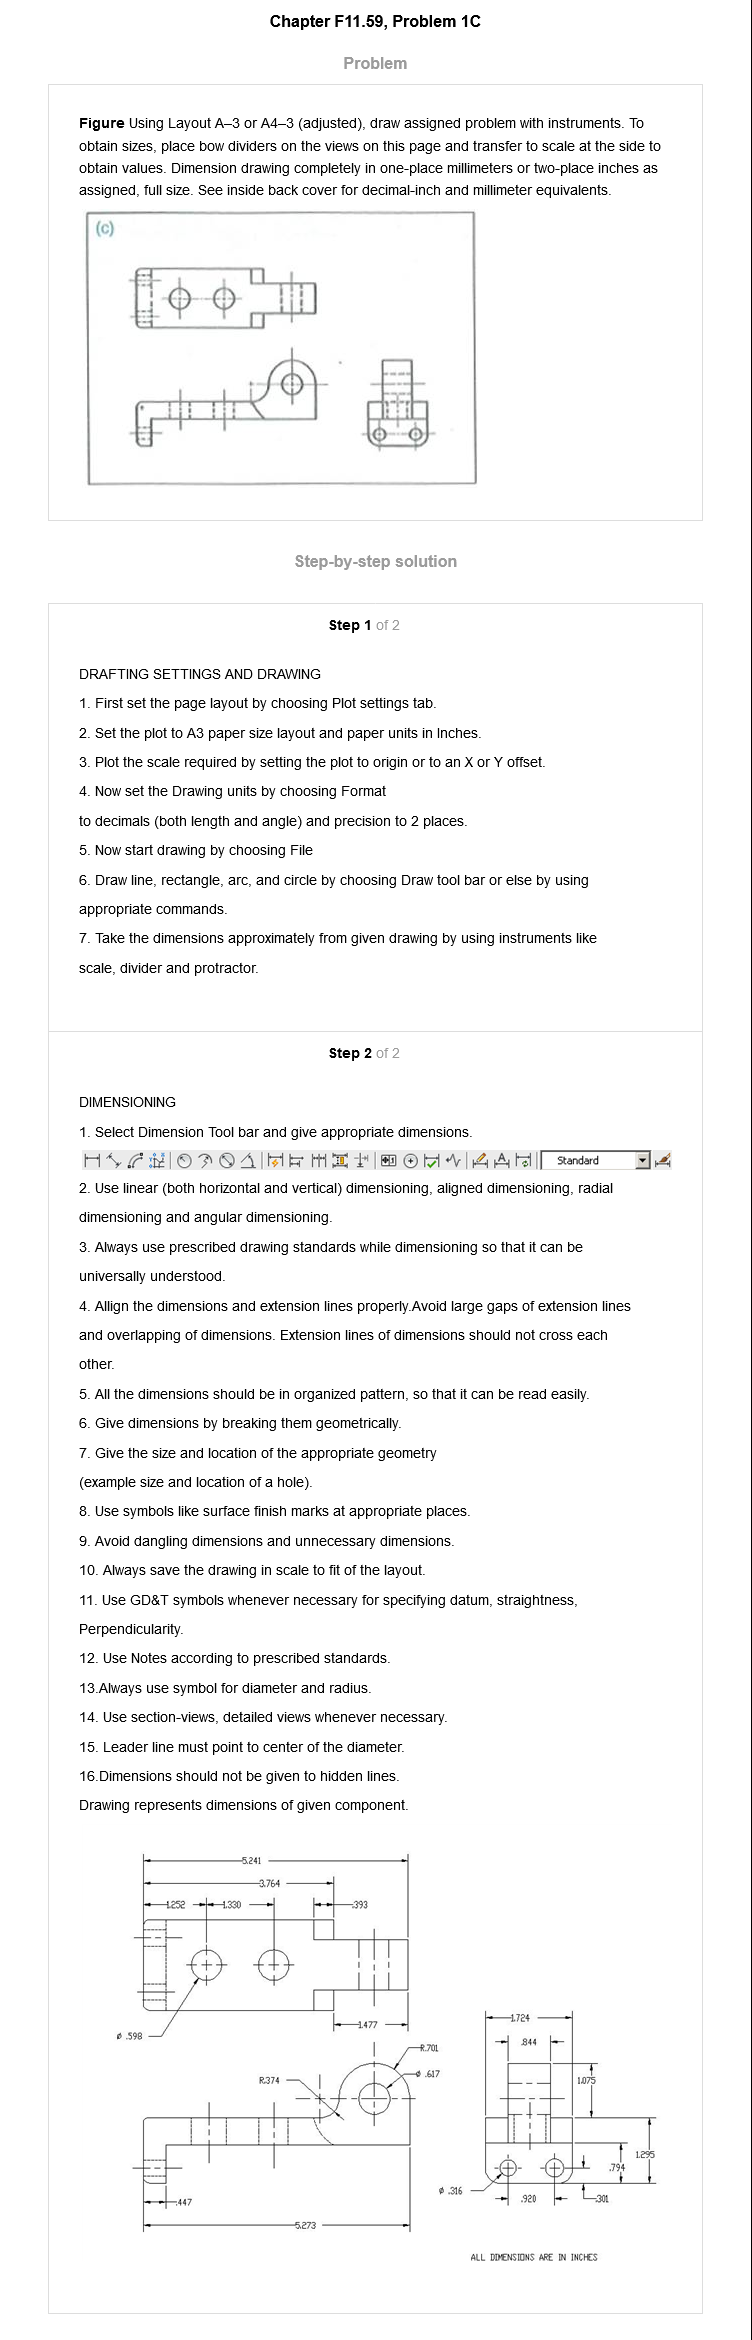 Chapter F11.59, Problem 1C
Problem
Figure Using Layout A–3 or A4–3 (adjusted), draw assigned problem with instruments. To
obtain sizes, place bow dividers on the views on this page and transfer to scale at the side to
obtain values. Dimension drawing completely in one-place millimeters or two-place inches as
assigned, full size. See inside back cover for decimal-inch and millimeter equivalents.
(c)
Step-by-step solution
Step 1 of 2
DRAFTING SETTINGS AND DRAWING
1. First set the page layout by choosing Plot settings tab.
2. Set the plot to A3 paper size layout and paper units in Inches.
3. Plot the scale required by setting the plot to origin or to an X or Y offset.
4. Now set the Drawing units by choosing Format
to decimals (both length and angle) and precision to 2 places.
5. Now start drawing by choosing File
6. Draw line, rectangle, arc, and circle by choosing Draw tool bar or else by using
appropriate commands.
7. Take the dimensions approximately from given drawing by using instruments like
scale, divider and protractor.
Step 2 of 2
DIMENSIONING
1. Select Dimension Tool bar and give appropriate dimensions.
Standard
2. Use linear (both horizontal and vertical) dimensioning, aligned dimensioning, radial
dimensioning and angular dimensioning.
3. Always use prescribed drawing standards while dimensioning so that it can be
universally understood.
4. Allign the dimensions and extension lines properly.Avoid large gaps of extension lines
and overlapping of dimensions. Extension lines of dimensions should not cross each
other.
5. All the dimensions should be in organized pattern, so that it can be read easily.
6. Give dimensions by breaking them geometrically.
7. Give the size and location of the appropriate geometry
(example size and location of a hole).
8. Use symbols like surface finish marks at appropriate places.
9. Avoid dangling dimensions and unnecessary dimensions.
10. Always save the drawing in scale to fit of the layout.
11. Use GD&T symbols whenever necessary for specifying datum, straightness,
Perpendicularity.
12. Use Notes according to prescribed standards.
13.Always use symbol for diameter and radius.
14. Use section-views, detailed views whenever necessary.
15. Leader line must point to center of the diameter.
16.Dimensions should not be given to hidden lines.
Drawing represents dimensions of given component.
5.241
3.764
1.252 1.330 .393
1.477
ø .598
1.724
.844
R.701
ø .617
R.374
1.075
1.295
.794
ø .316
.920 .301
.447
5.273
ALL DIMENSIONS ARE IN INCHES